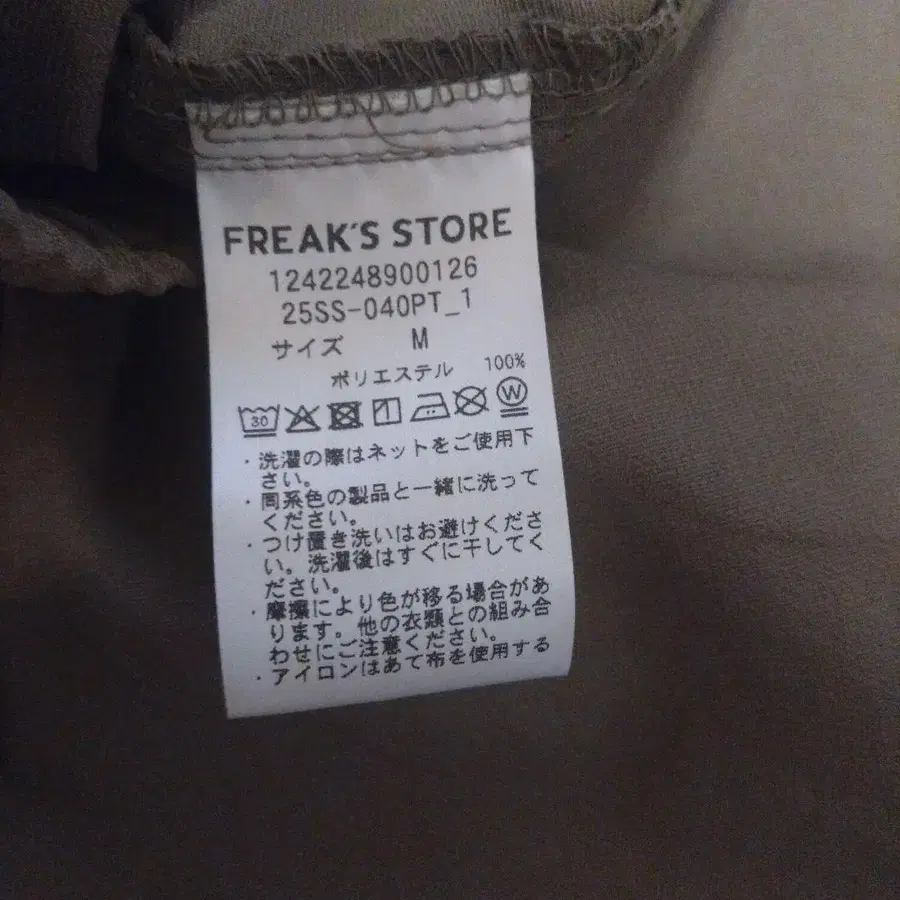 FREAK'S STORE
1242248900126
25SS-040PT_1
サイズ M
ポリエステル 100%
30 W
・洗濯の際はネットをご使用下
さい。
・同系色の製品と一緒に洗って
ください。
・つけ置き洗いはお避けくださ
い。洗濯後はすぐに干してく
ださい。
・摩擦により色が移る場合があ
ります。他の衣類との組み合
わせにご注意ください。
・アイロンはあて布を使用する